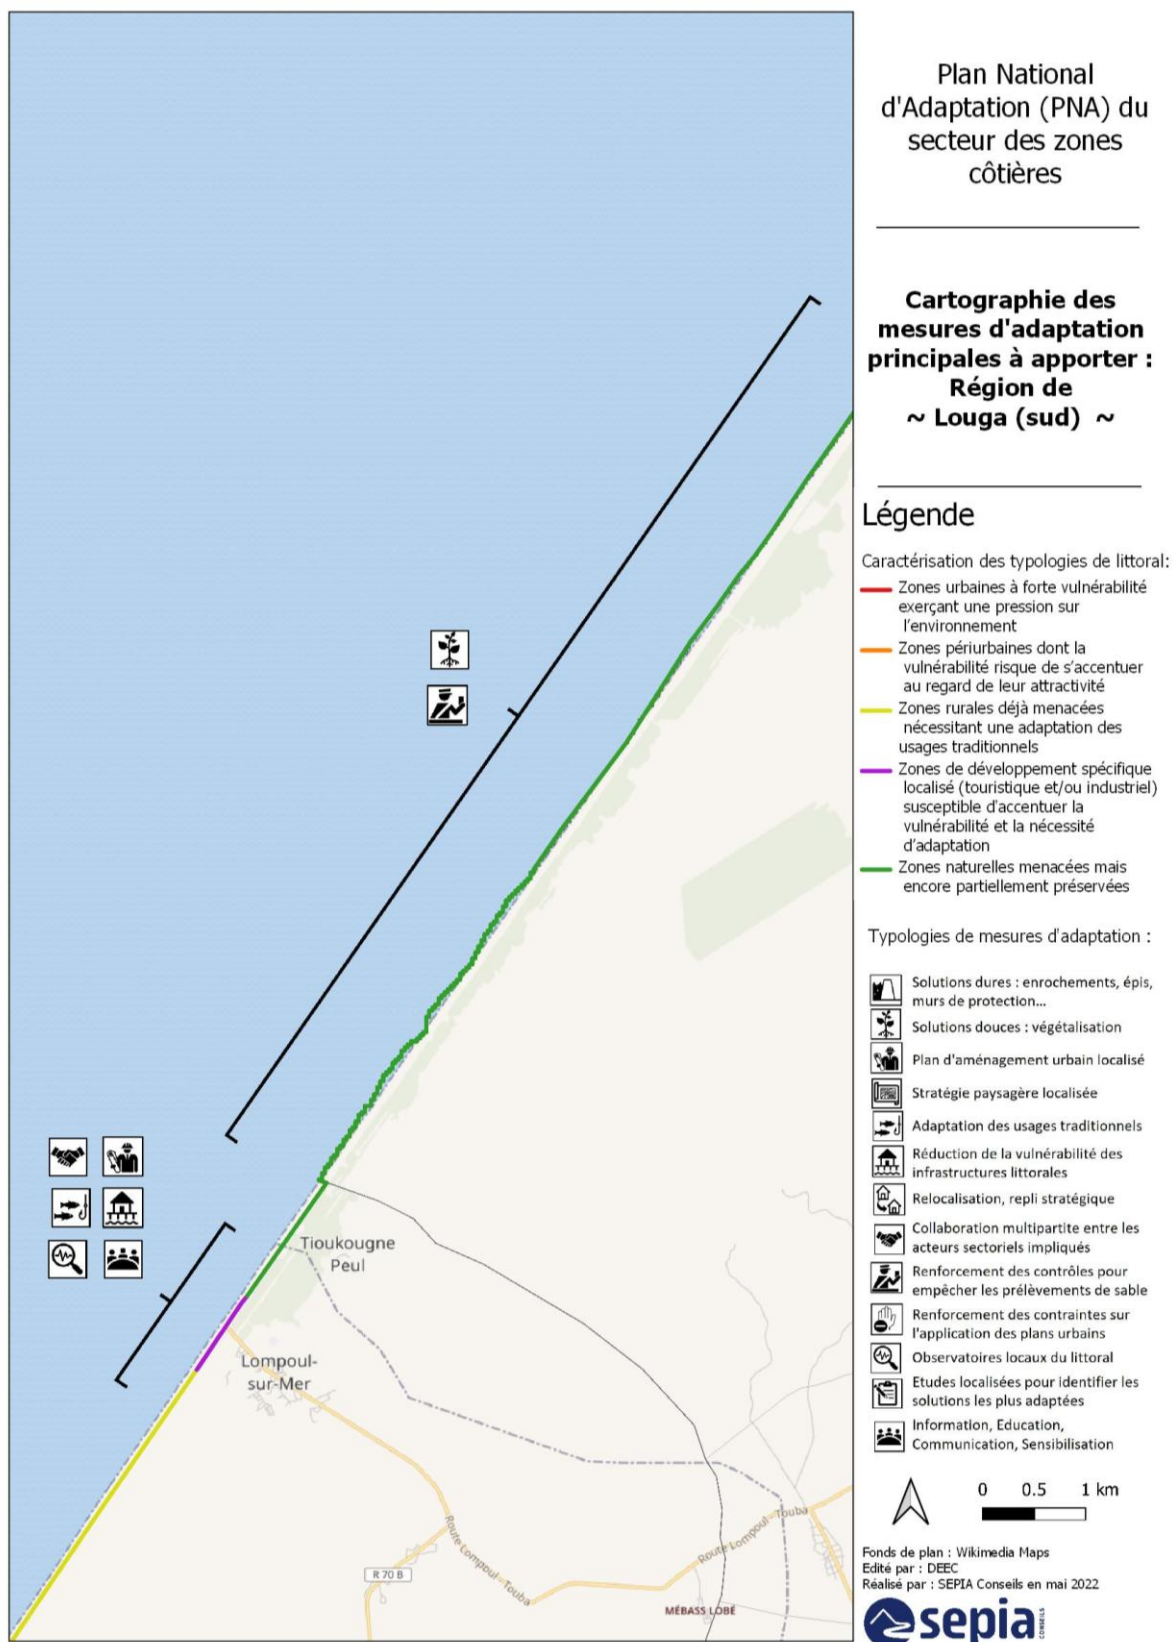 Plan National
d'Adaptation (PNA) du
secteur des zones
côtières
Cartographie des
mesures d'adaptation
principales à apporter :
Région de
~ Louga (sud) ~
Légende
Caractérisation des typologies de littoral:
Zones urbaines à forte vulnérabilité
exerçant une pression sur
l'environnement
Zones périurbaines dont la
vulnérabilité risque de s'accentuer
au regard de leur attractivité
Zones rurales déjà menacées
nécessitant une adaptation des
usages traditionnels
Zones de développement spécifique
localisé (touristique et/ou industriel)
susceptible d'accentuer la
vulnérabilité et la nécessité
d'adaptation
Zones naturelles menacées mais
encore partiellement préservées
Typologies de mesures d'adaptation :
Solutions dures : enrochements, épis,
murs de protection...
Solutions douces : végétalisation
Plan d'aménagement urbain localisé
Stratégie paysagère localisée
Adaptation des usages traditionnels
Réduction de la vulnérabilité des
infrastructures littorales
Relocalisation, repli stratégique
Collaboration multipartite entre les
acteurs sectoriels impliqués
Renforcement des contrôles pour
empêcher les prélèvements de sable
Renforcement des contraintes sur
l'application des plans urbains
Observatoires locaux du littoral
Etudes localisées pour identifier les
solutions les plus adaptées
Information, Education,
Communication, Sensibilisation
0 0.5 1 km
Fonds de plan : Wikimedia Maps
Edité par : DEEC
Réalisé par : SEPIA Conseils en mai 2022
sepia
CONSEILS
Tioukougne
Peul
Lompoul-
sur-Mer
Route Lompoul - Touba
Route Lompoul - Touba
R 70 B
MÉBASS LOBÉ